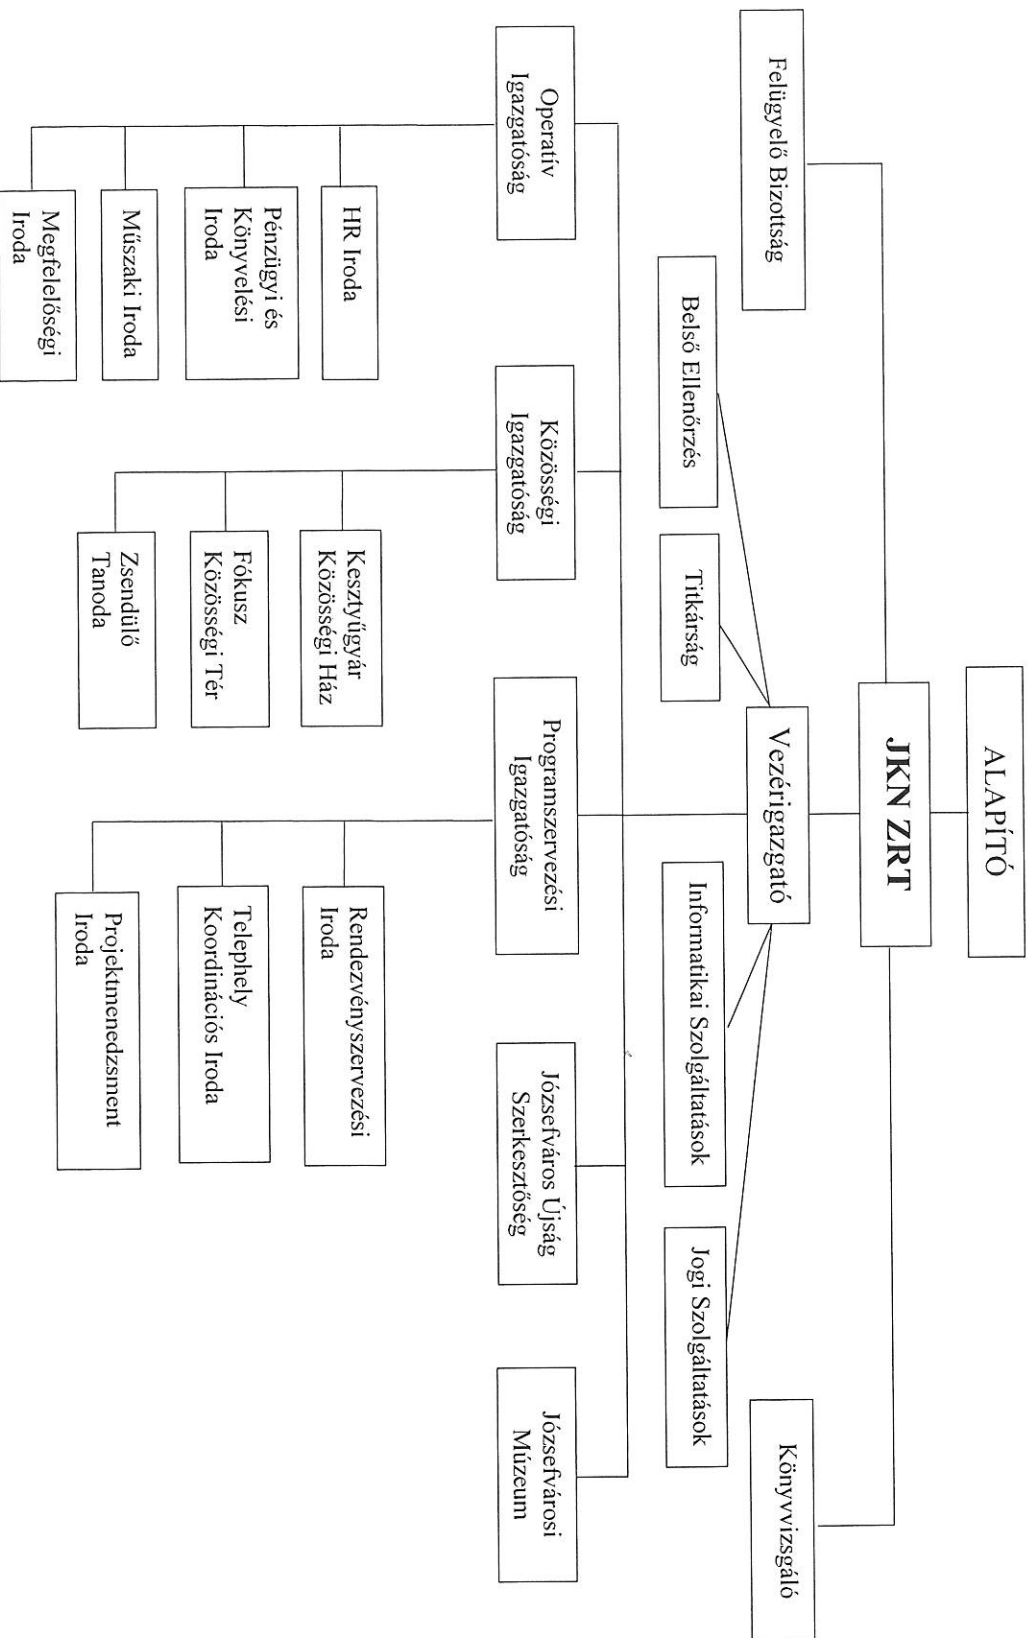 ALAPÍTÓ
JKN ZRT
Felügyelő Bizottság
Könyvvizsgáló
Vezérigazgató
Belső Ellenőrzés
Titkárság
Informatikai Szolgáltatások
Jogi Szolgáltatások
Operatív
Igazgatóság
Közösségi
Igazgatóság
Programszervezési
Igazgatóság
Józsefváros Újság
Szerkesztőség
Józsefvárosi
Múzeum
HR Iroda
Pénzügyi és
Könyvelési
Iroda
Műszaki Iroda
Megfelelőségi
Iroda
Kesztyűgyár
Közösségi Ház
Fókusz
Közösségi Tér
Zsendülő
Tanoda
Rendezvényszervezési
Iroda
Telephely
Koordinációs Iroda
Projektmenedzsment
Iroda